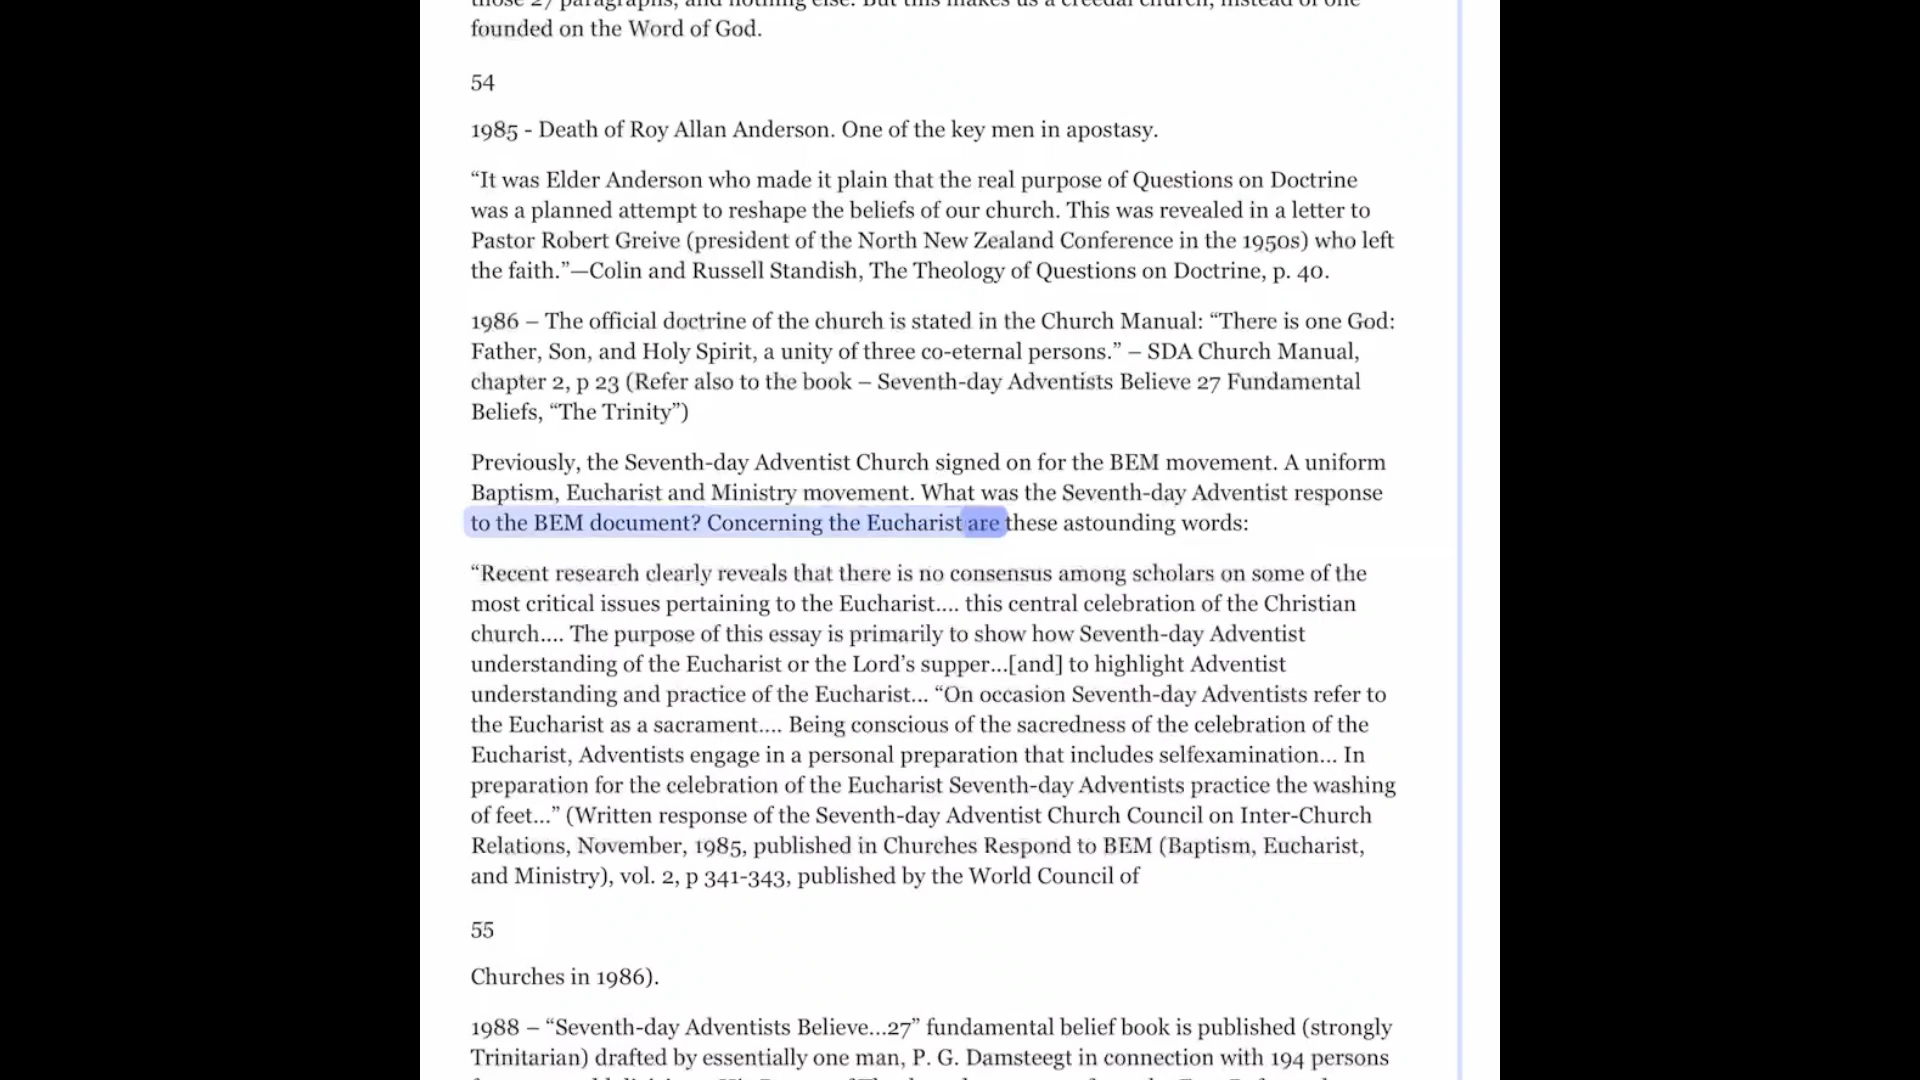 those 27 paragraphs, and nothing else. But this makes us a creedal church, instead of one
founded on the Word of God.
54
1985 - Death of Roy Allan Anderson. One of the key men in apostasy.
“It was Elder Anderson who made it plain that the real purpose of Questions on Doctrine
was a planned attempt to reshape the beliefs of our church. This was revealed in a letter to
Pastor Robert Greive (president of the North New Zealand Conference in the 1950s) who left
the faith.”—Colin and Russell Standish, The Theology of Questions on Doctrine, p. 40.
1986 – The official doctrine of the church is stated in the Church Manual: “There is one God:
Father, Son, and Holy Spirit, a unity of three co-eternal persons.” – SDA Church Manual,
chapter 2, p 23 (Refer also to the book – Seventh-day Adventists Believe 27 Fundamental
Beliefs, “The Trinity”)
Previously, the Seventh-day Adventist Church signed on for the BEM movement. A uniform
Baptism, Eucharist and Ministry movement. What was the Seventh-day Adventist response
to the BEM document? Concerning the Eucharist are these astounding words:
“Recent research clearly reveals that there is no consensus among scholars on some of the
most critical issues pertaining to the Eucharist.... this central celebration of the Christian
church.... The purpose of this essay is primarily to show how Seventh-day Adventist
understanding of the Eucharist or the Lord’s supper...[and] to highlight Adventist
understanding and practice of the Eucharist... “On occasion Seventh-day Adventists refer to
the Eucharist as a sacrament.... Being conscious of the sacredness of the celebration of the
Eucharist, Adventists engage in a personal preparation that includes selfexamination... In
preparation for the celebration of the Eucharist Seventh-day Adventists practice the washing
of feet...” (Written response of the Seventh-day Adventist Church Council on Inter-Church
Relations, November, 1985, published in Churches Respond to BEM (Baptism, Eucharist,
and Ministry), vol. 2, p 341-343, published by the World Council of
55
Churches in 1986).
1988 – “Seventh-day Adventists Believe...27” fundamental belief book is published (strongly
Trinitarian) drafted by essentially one man, P. G. Damsteegt in connection with 194 persons